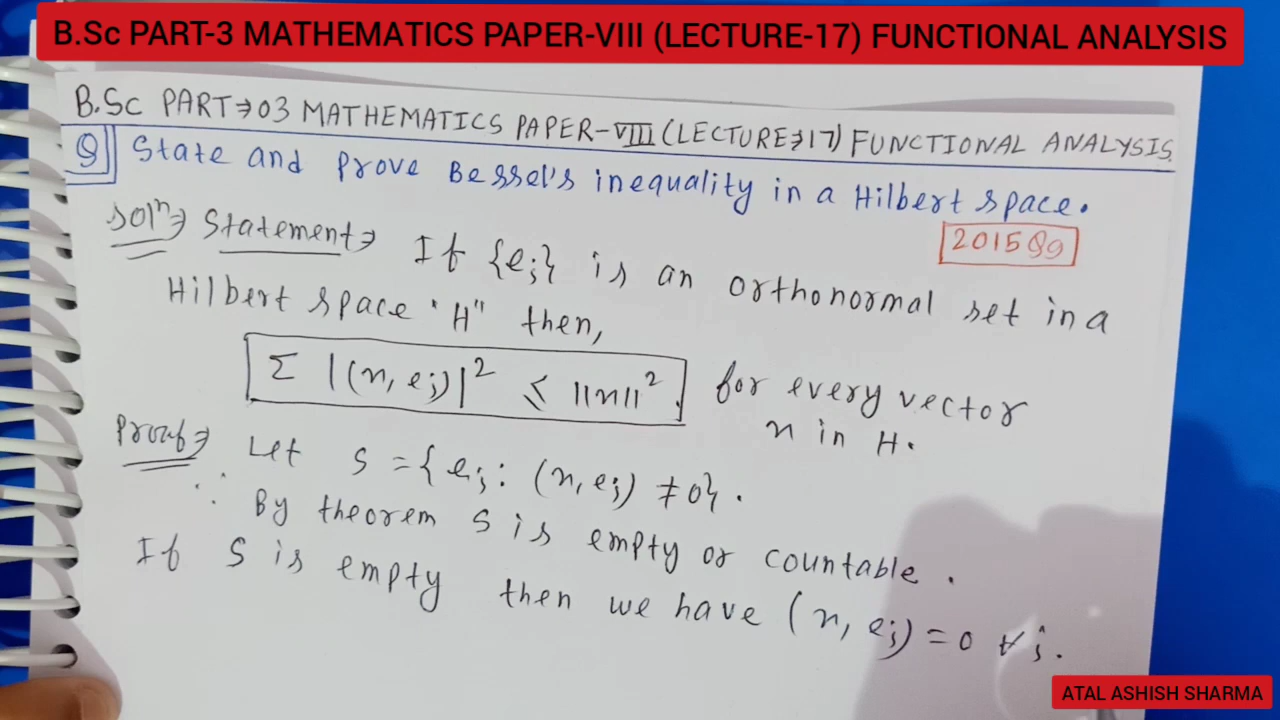 B.Sc PART-3 MATHEMATICS PAPER-VIII (LECTURE-17) FUNCTIONAL ANALYSIS
B.Sc PART⇒03 MATHEMATICS PAPER-VIII (LECTURE⇒17) FUNCTIONAL ANALYSIS.
Q State and Prove Bessel's inequality in a Hilbert space.
2015 Q9
Solⁿ⇒ Statement⇒ If {ei} is an orthonormal set in a
Hilbert space "H" then,
Σ |(x, ei)|² ≤ ||x||². for every vector
x in H.
Proof⇒ Let S = {ei : (x, ei) ≠ 0}.
∵ By theorem S is empty or countable.
If S is empty then we have (x, ei) = 0 ∀ i.
ATAL ASHISH SHARMA